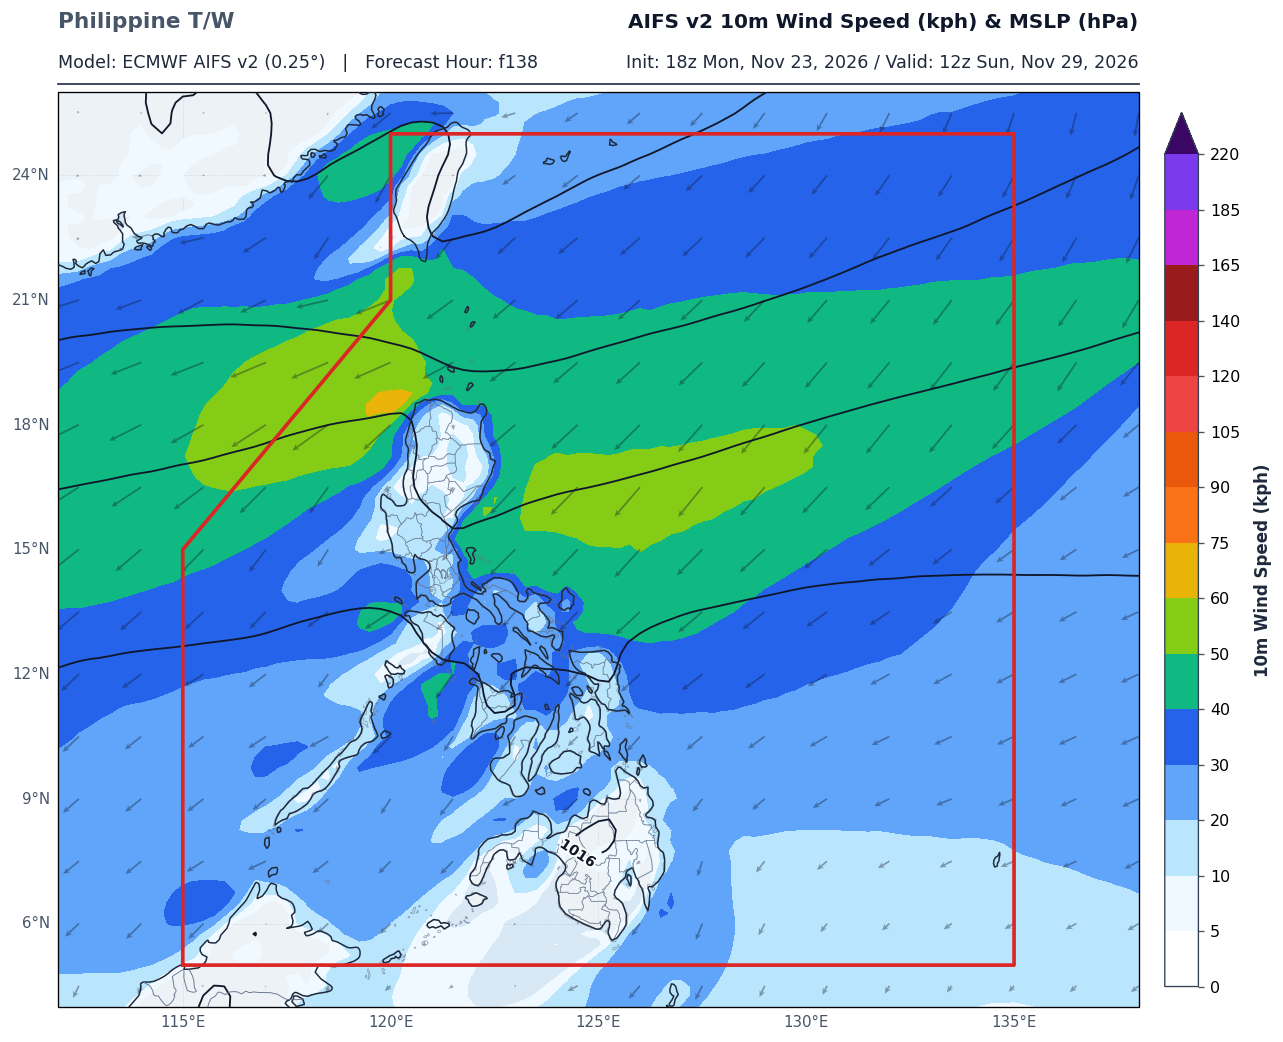 Philippine T/W
AIFS v2 10m Wind Speed (kph) & MSLP (hPa)
Model: ECMWF AIFS v2 (0.25°) | Forecast Hour: f138
Init: 18z Mon, Nov 23, 2026 / Valid: 12z Sun, Nov 29, 2026
24°N
21°N
18°N
15°N
12°N
9°N
6°N
115°E
120°E
125°E
130°E
135°E
1016
220
185
165
140
120
105
90
75
60
50
40
30
20
10
5
0
10m Wind Speed (kph)